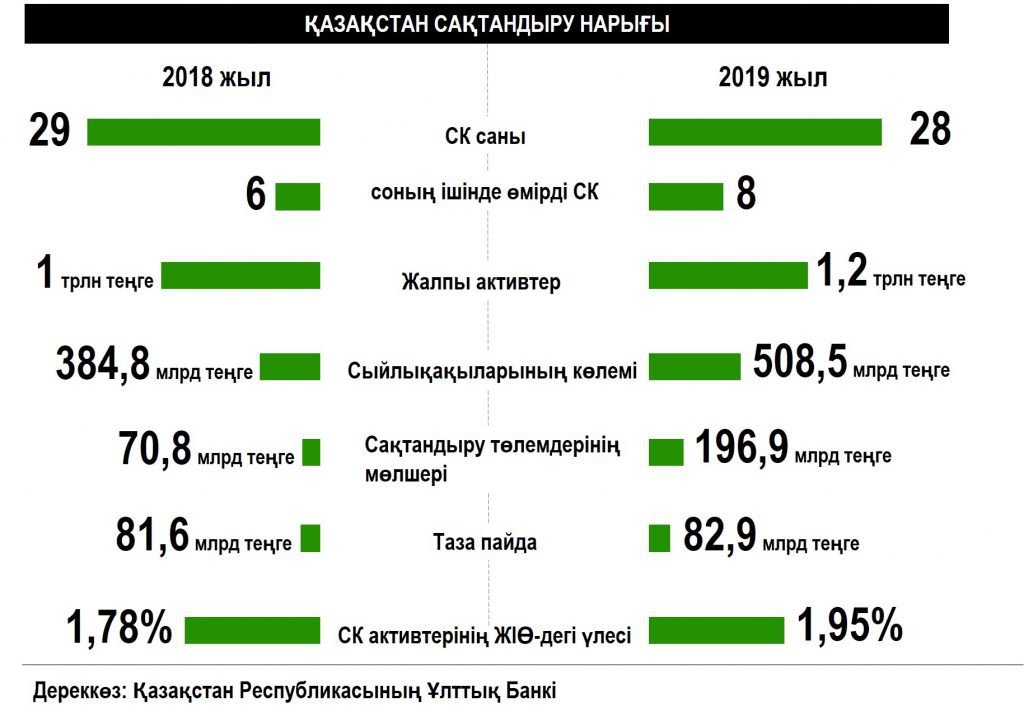 ҚАЗАҚСТАН САҚТАНДЫРУ НАРЫҒЫ
2018 жыл 2019 жыл
29 СК саны 28
6 соның ішінде өмірді СК 8
1 трлн теңге Жалпы активтер 1,2 трлн теңге
384,8 млрд теңге Сыйлықақыларының көлемі 508,5 млрд теңге
70,8 млрд теңге Сақтандыру төлемдерінің 196,9 млрд теңге
мөлшері
81,6 млрд теңге Таза пайда 82,9 млрд теңге
1,78% СК активтерінің ЖІӨ-дегі үлесі 1,95%
Дереккөз: Қазақстан Республикасының Ұлттық Банкі